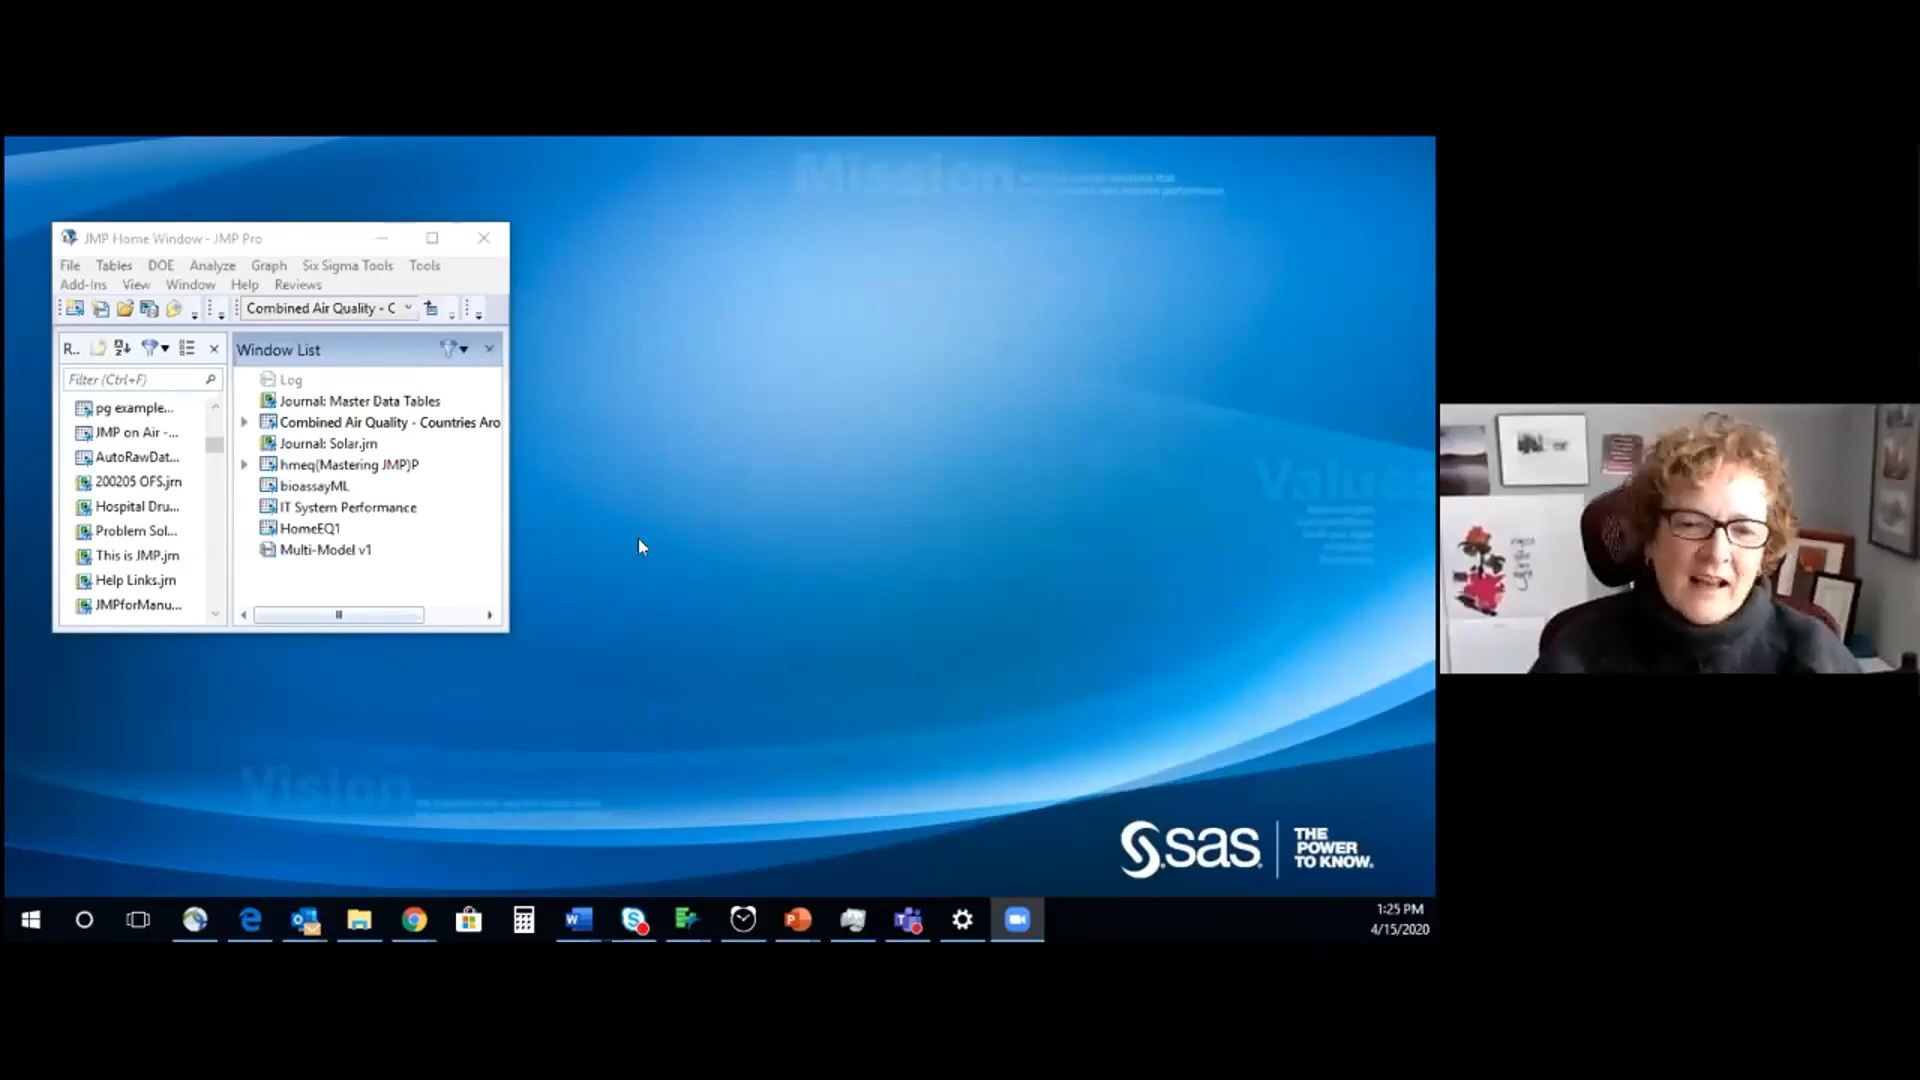 Mission
JMP Home Window - JMP Pro
File Tables DOE Analyze Graph Six Sigma Tools Tools
Add-Ins View Window Help Reviews
Combined Air Quality - C
R..
Filter (Ctrl+F)
pg example...
JMP on Air -...
AutoRawDat...
200205 OFS.jrn
Hospital Dru...
Problem Sol...
This is JMP.jrn
Help Links.jrn
JMPforManu...
Window List
Log
Journal: Master Data Tables
Combined Air Quality - Countries Aro
Journal: Solar.jrn
hmeq(Mastering JMP)P
bioassayML
IT System Performance
HomeEQ1
Multi-Model v1
Values
Vision
sas
THE
POWER
TO KNOW.
1:25 PM
4/15/2020